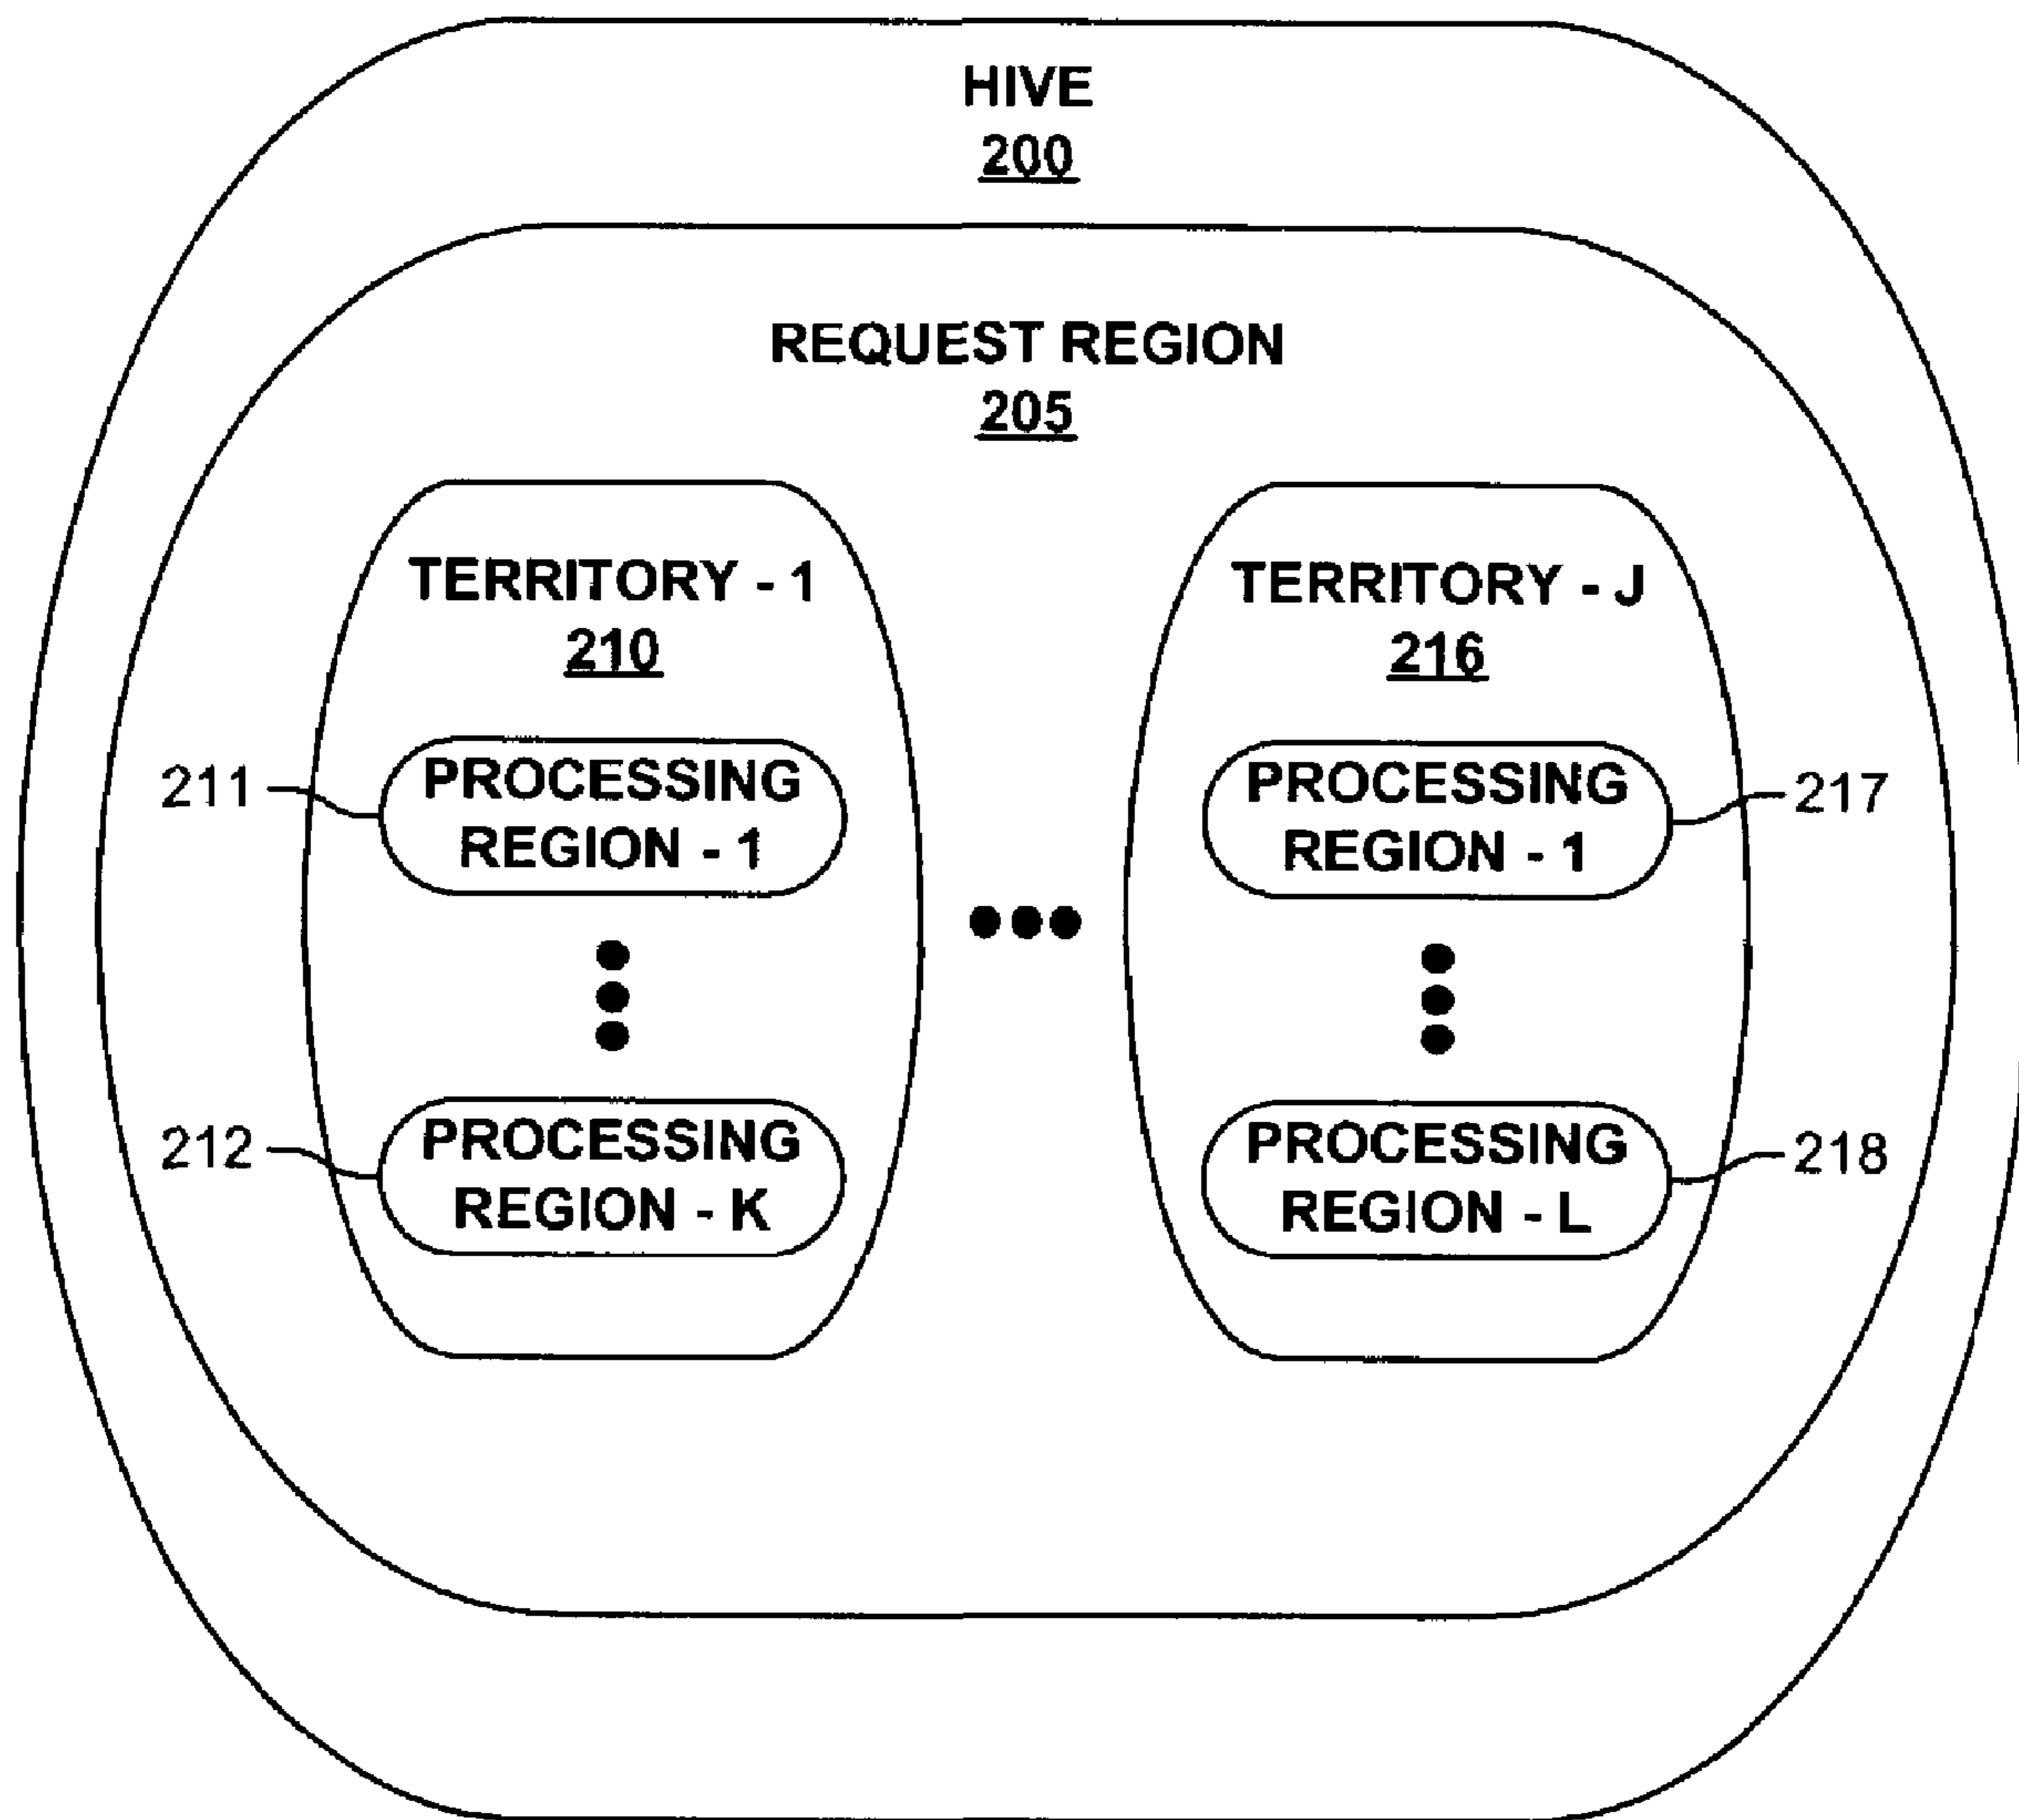 HIVE
200
REQUEST REGION
205
TERRITORY - 1
210
PROCESSING
REGION - 1
211
PROCESSING
REGION - K
212
TERRITORY - J
216
PROCESSING
REGION - 1
217
PROCESSING
REGION - L
218